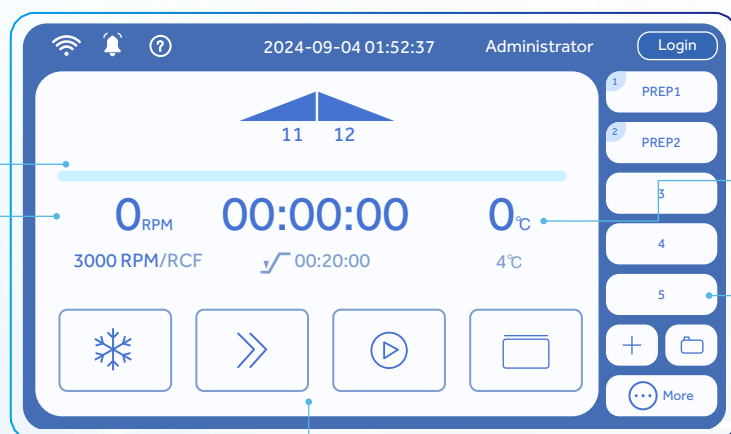 2024-09-04 01:52:37 Administrator Login
1 PREP1
2 PREP2
3
4
5
More
11 12
0RPM 00:00:00 0℃
3000 RPM/RCF 00:20:00 4℃